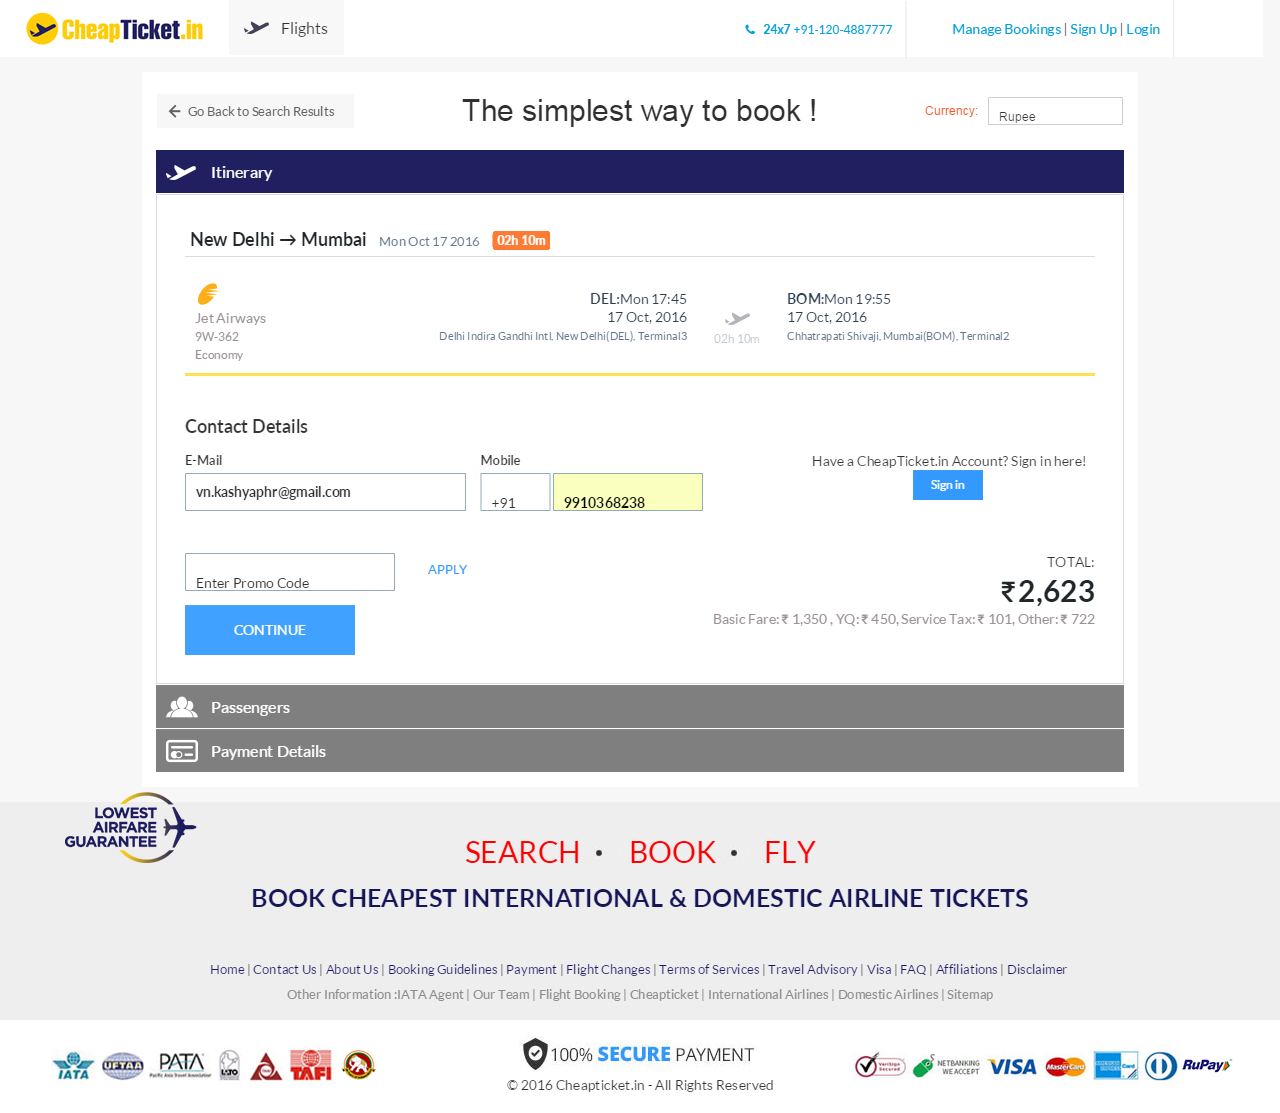 CheapTicket.in
Flights
24x7 +91-120-4887777
Manage Bookings | Sign Up | Login
Go Back to Search Results
The simplest way to book !
Currency:
Rupee
Itinerary
New Delhi → Mumbai Mon Oct 17 2016 02h 10m
Jet Airways
9W-362
Economy
DEL:Mon 17:45
17 Oct, 2016
Delhi Indira Gandhi Intl, New Delhi(DEL), Terminal3
02h 10m
BOM:Mon 19:55
17 Oct, 2016
Chhatrapati Shivaji, Mumbai(BOM), Terminal2
Contact Details
E-Mail
vn.kashyaphr@gmail.com
Mobile
+91
9910368238
Have a CheapTicket.in Account? Sign in here!
Sign in
Enter Promo Code
APPLY
CONTINUE
TOTAL:
₹2,623
Basic Fare: ₹ 1,350 , YQ: ₹ 450, Service Tax: ₹ 101, Other: ₹ 722
Passengers
Payment Details
LOWEST
AIRFARE
GUARANTEE
SEARCH • BOOK • FLY
BOOK CHEAPEST INTERNATIONAL & DOMESTIC AIRLINE TICKETS
Home | Contact Us | About Us | Booking Guidelines | Payment | Flight Changes | Terms of Services | Travel Advisory | Visa | FAQ | Affiliations | Disclaimer
Other Information :IATA Agent | Our Team | Flight Booking | Cheapticket | International Airlines | Domestic Airlines | Sitemap
IATA
UFTAA
PATA
Pacific Asia Travel Association
TAFI
100% SECURE PAYMENT
© 2016 Cheapticket.in - All Rights Reserved
VeriSign
Secured
NETBANKING
WE ACCEPT
VISA
MasterCard
RuPay